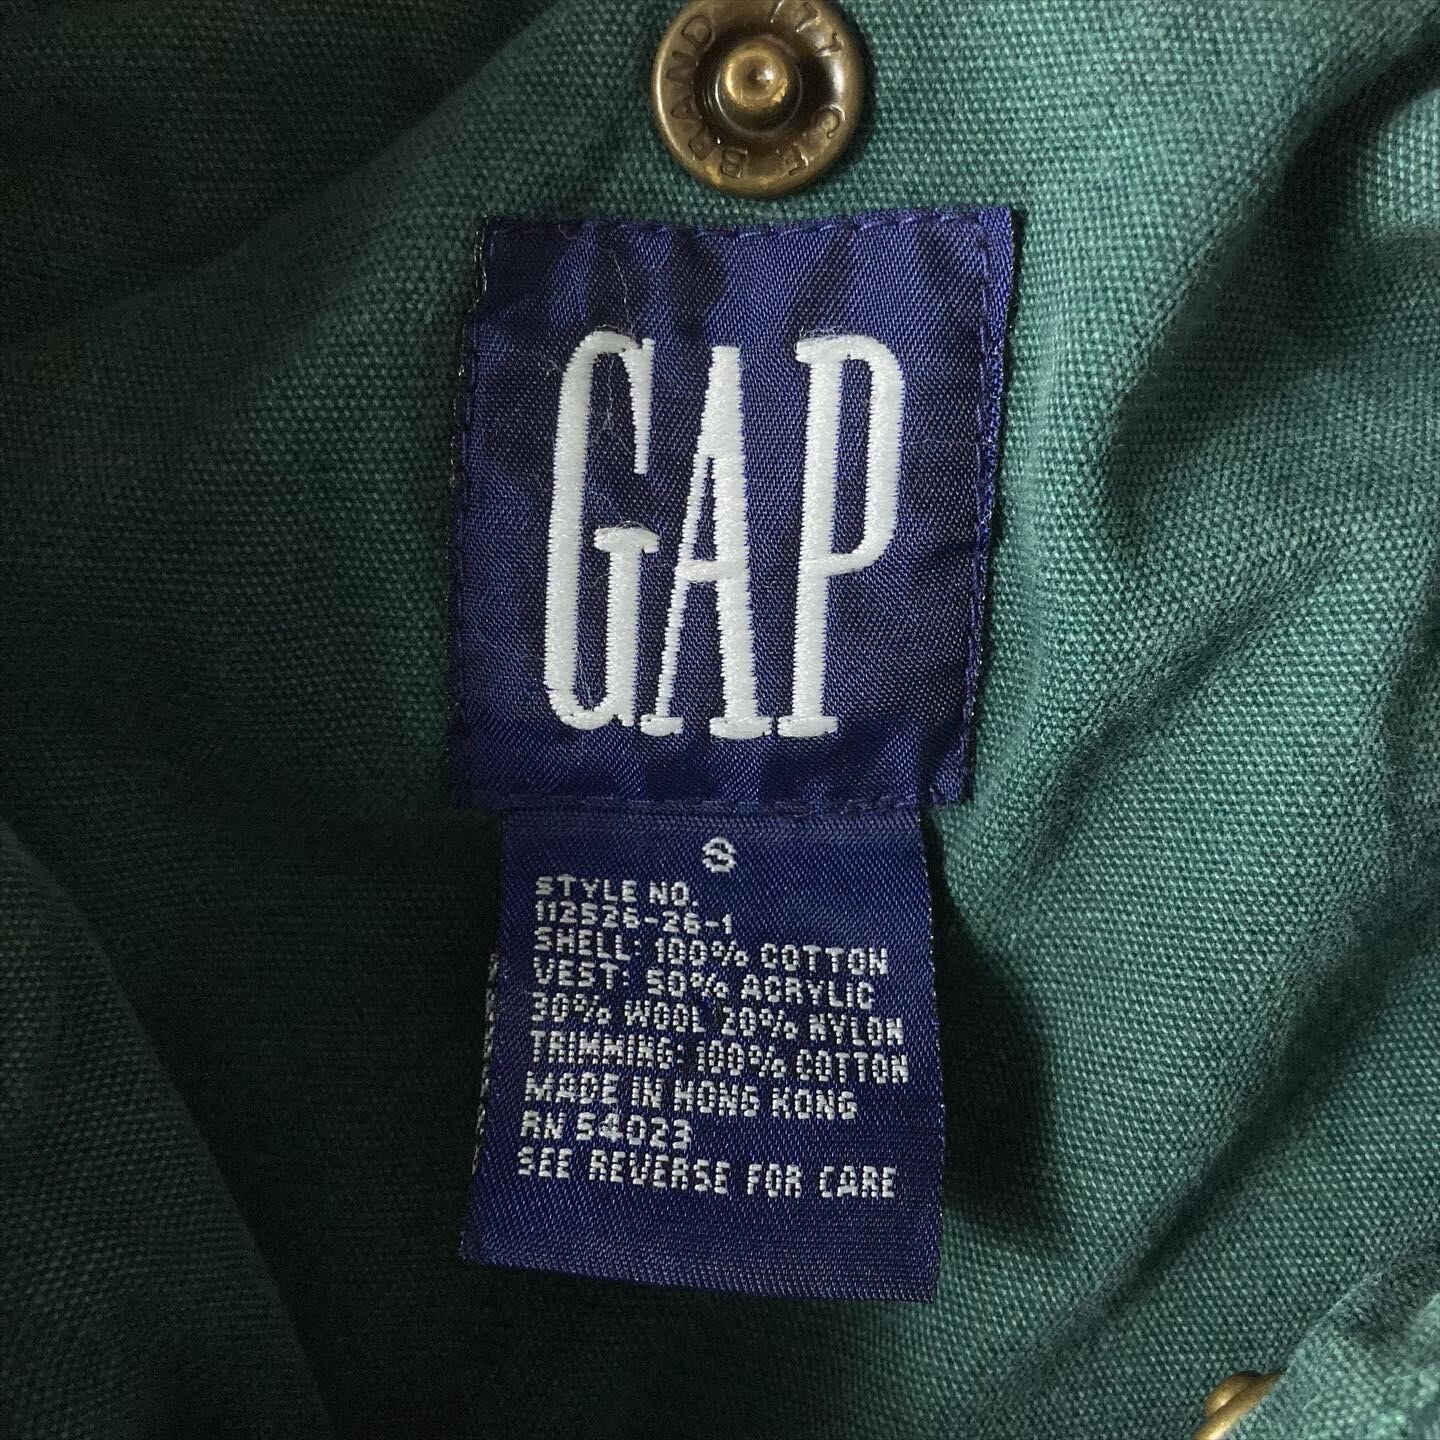 BRAND 777 C F
GAP
S
STYLE NO.
112526-26-1
SHELL: 100% COTTON
VEST: 50% ACRYLIC
30% WOOL 20% NYLON
TRIMMING: 100% COTTON
MADE IN HONG KONG
RN 54023
SEE REVERSE FOR CARE